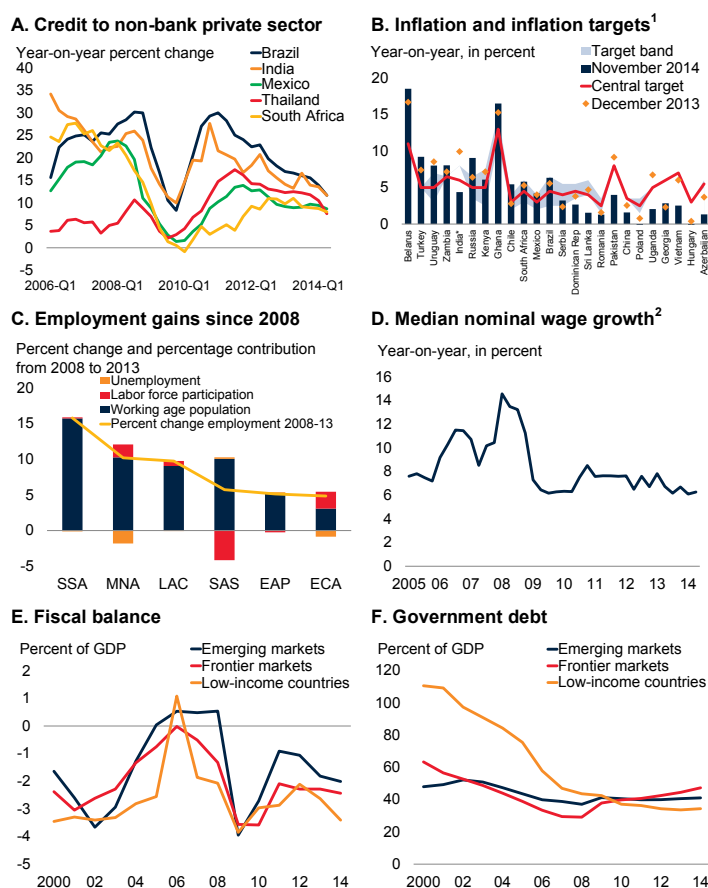 A. Credit to non-bank private sector
Year-on-year percent change
Brazil
India
Mexico
Thailand
South Africa
40
35
30
25
20
15
10
5
0
-5
2006-Q1 2008-Q1 2010-Q1 2012-Q1 2014-Q1
B. Inflation and inflation targets1
Year-on-year, in percent
Target band
November 2014
Central target
December 2013
20
15
10
5
0
Belarus
Turkey
Uruguay
Zambia
India*
Russia
Kenya
Ghana
Chile
South Africa
Mexico
Brazil
Serbia
Dominican Rep
Sri Lanka
Romania
Pakistan
China
Poland
Uganda
Georgia
Vietnam
Hungary
Azerbaijan
C. Employment gains since 2008
Percent change and percentage contribution
from 2008 to 2013
Unemployment
Labor force participation
Working age population
Percent change employment 2008-13
20
15
10
5
0
-5
SSA MNA LAC SAS EAP ECA
D. Median nominal wage growth2
Year-on-year, in percent
16
14
12
10
8
6
4
2
0
2005 06 07 08 09 10 11 12 13 14
E. Fiscal balance
Percent of GDP
Emerging markets
Frontier markets
Low-income countries
2
1
0
-1
-2
-3
-4
-5
2000 02 04 06 08 10 12 14
F. Government debt
Percent of GDP
Emerging markets
Frontier markets
Low-income countries
120
100
80
60
40
20
0
2000 02 04 06 08 10 12 14